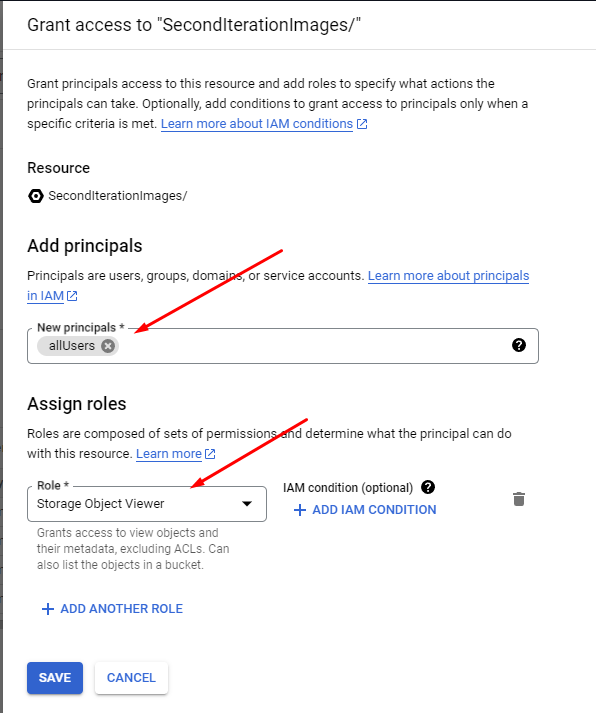 Grant access to "SecondIterationImages/"
Grant principals access to this resource and add roles to specify what actions the
principals can take. Optionally, add conditions to grant access to principals only when a
specific criteria is met. Learn more about IAM conditions
Resource
SecondIterationImages/
Add principals
Principals are users, groups, domains, or service accounts. Learn more about principals
in IAM
New principals *
allUsers
Assign roles
Roles are composed of sets of permissions and determine what the principal can do
with this resource. Learn more
Role *
Storage Object Viewer
IAM condition (optional)
ADD IAM CONDITION
Grants access to view objects and
their metadata, excluding ACLs. Can
also list the objects in a bucket.
ADD ANOTHER ROLE
SAVE
CANCEL